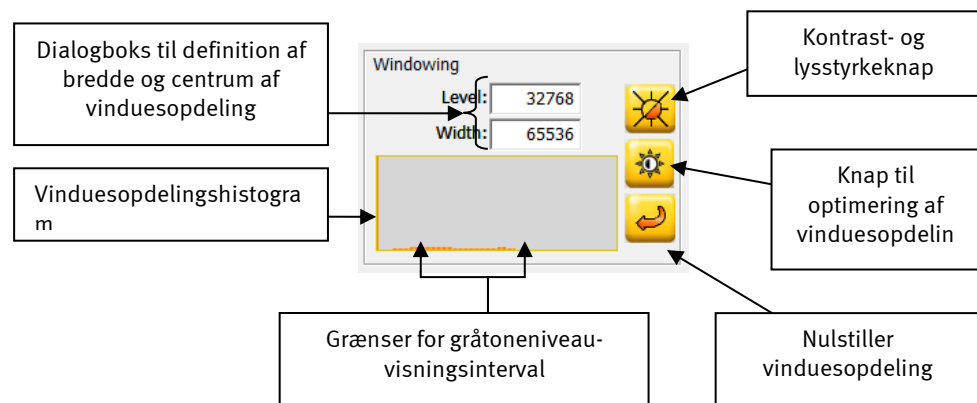 Dialogboks til definition af
bredde og centrum af
vinduesopdeling
Vinduesopdelingshistogra
m
Windowing
Level: 32768
Width: 65536
Kontrast- og
lysstyrkeknap
Knap til
optimering af
vinduesopdelin
Grænser for gråtoneniveau-
visningsinterval
Nulstiller
vinduesopdeling